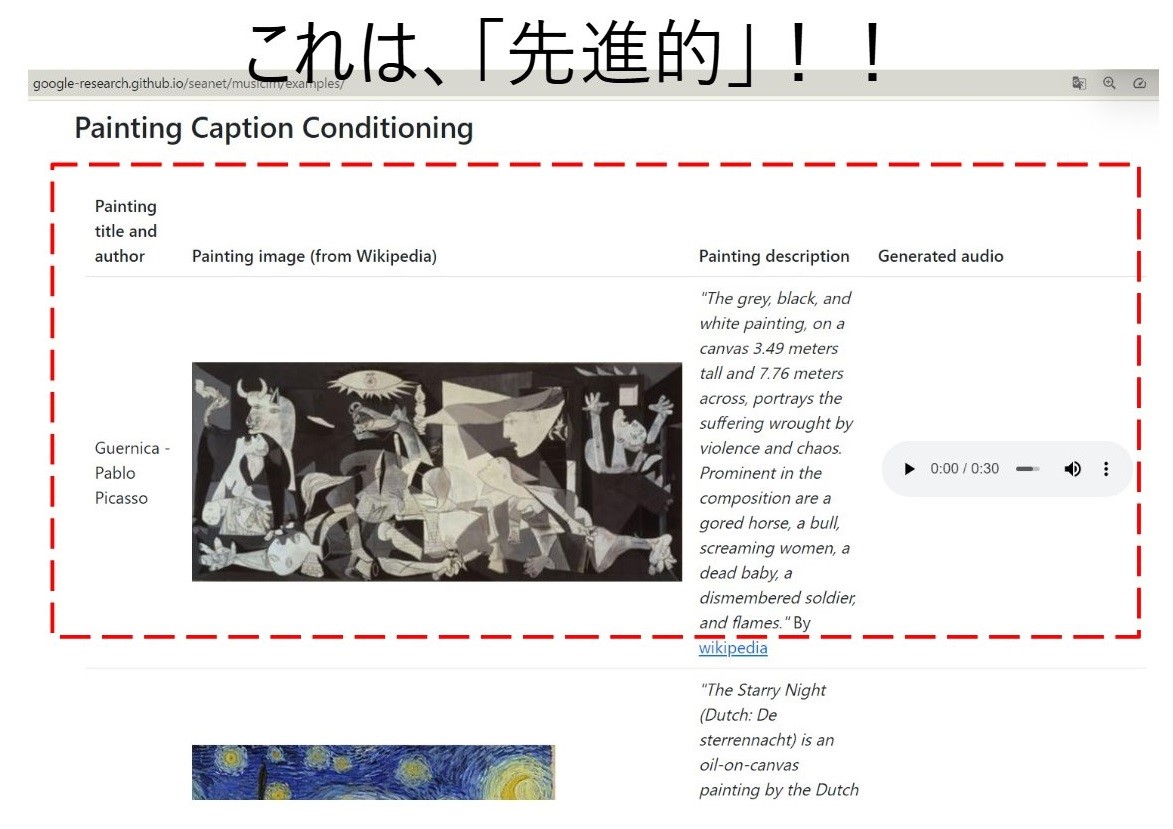 これは、「先進的」！！
google-research.github.io/seanet/musiclm/examples/
Painting Caption Conditioning
Painting
title and
author
Painting image (from Wikipedia)
Painting description
Generated audio
Guernica -
Pablo
Picasso
"The grey, black, and
white painting, on a
canvas 3.49 meters
tall and 7.76 meters
across, portrays the
suffering wrought by
violence and chaos.
Prominent in the
composition are a
gored horse, a bull,
screaming women, a
dead baby, a
dismembered soldier,
and flames." By
wikipedia
0:00 / 0:30
"The Starry Night
(Dutch: De
sterrennacht) is an
oil-on-canvas
painting by the Dutch